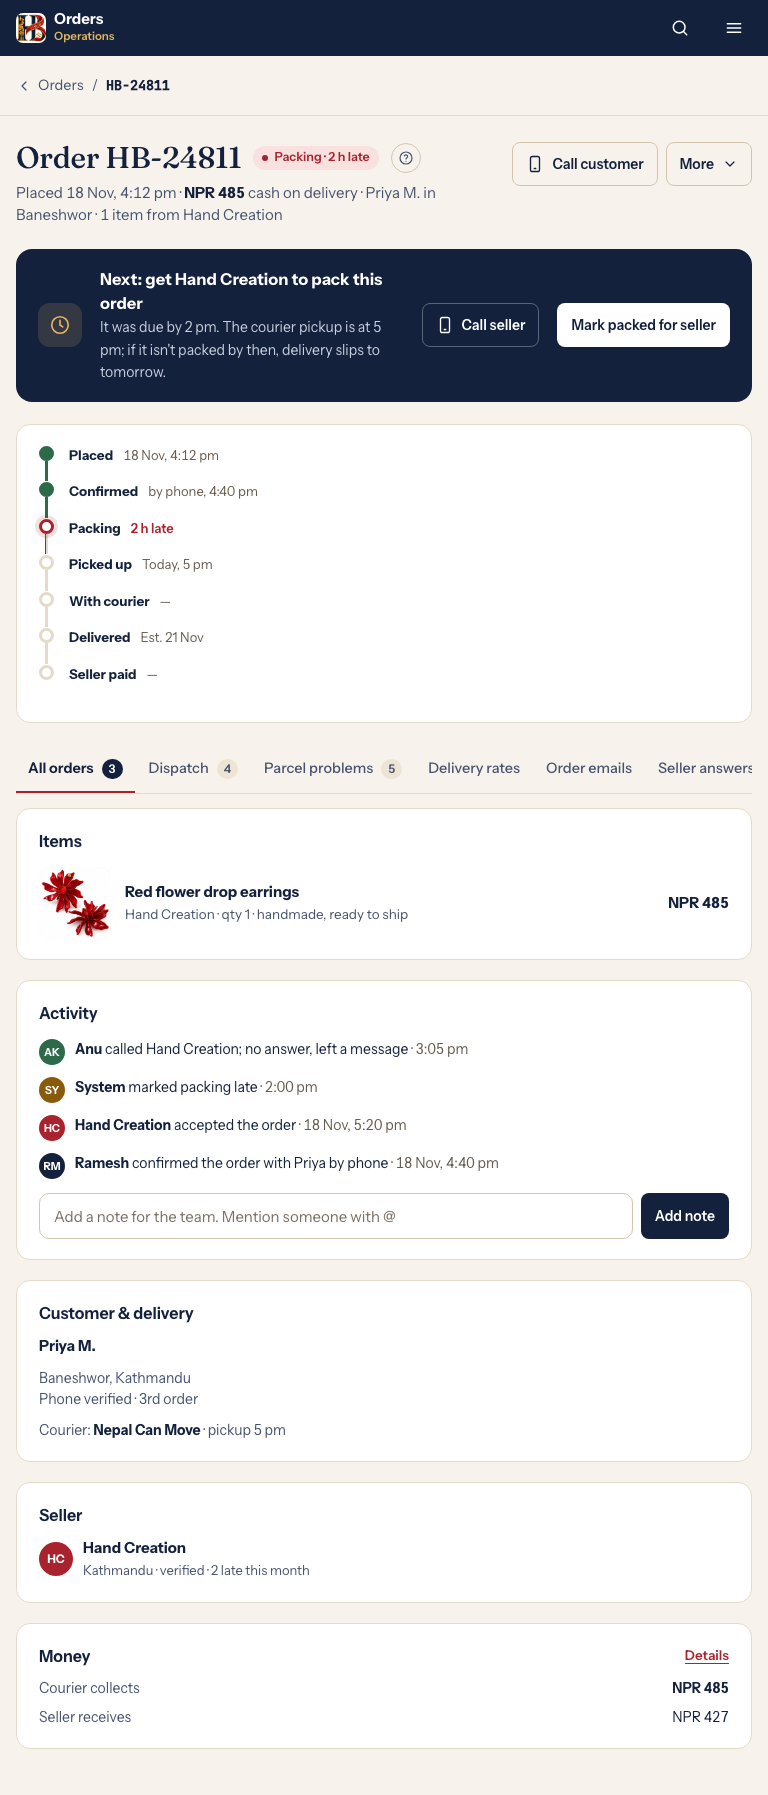 Orders
Operations
Orders / HB-24811
Order HB-24811
Packing · 2 h late
Call customer
More
Placed 18 Nov, 4:12 pm · NPR 485 cash on delivery · Priya M. in
Baneshwor · 1 item from Hand Creation
Next: get Hand Creation to pack this
order
It was due by 2 pm. The courier pickup is at 5
pm; if it isn't packed by then, delivery slips to
tomorrow.
Call seller
Mark packed for seller
Placed 18 Nov, 4:12 pm
Confirmed by phone, 4:40 pm
Packing 2 h late
Picked up Today, 5 pm
With courier —
Delivered Est. 21 Nov
Seller paid —
All orders 3 Dispatch 4 Parcel problems 5 Delivery rates Order emails Seller answers
Items
Red flower drop earrings
Hand Creation · qty 1 · handmade, ready to ship
NPR 485
Activity
AK Anu called Hand Creation; no answer, left a message · 3:05 pm
SY System marked packing late · 2:00 pm
HC Hand Creation accepted the order · 18 Nov, 5:20 pm
RM Ramesh confirmed the order with Priya by phone · 18 Nov, 4:40 pm
Add a note for the team. Mention someone with @
Add note
Customer & delivery
Priya M.
Baneshwor, Kathmandu
Phone verified · 3rd order
Courier: Nepal Can Move · pickup 5 pm
Seller
HC
Hand Creation
Kathmandu · verified · 2 late this month
Money
Details
Courier collects NPR 485
Seller receives NPR 427